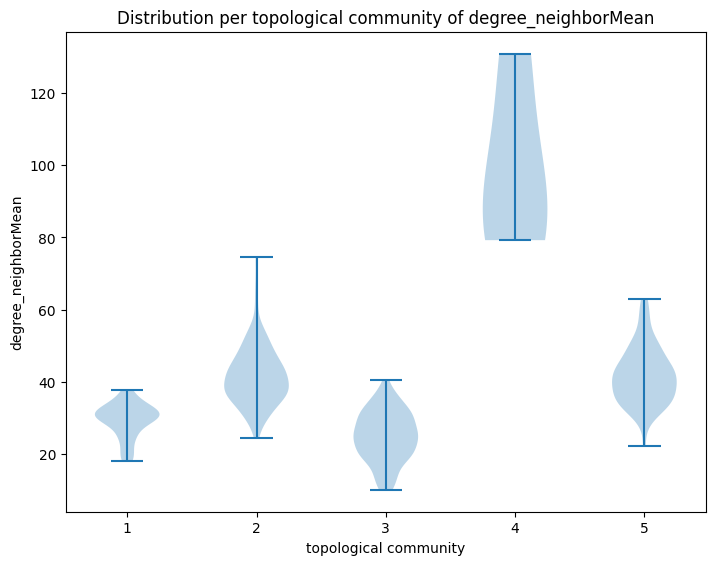 Distribution per topological community of degree_neighborMean
degree_neighborMean
120
100
80
60
40
20
1 2 3 4 5
topological community